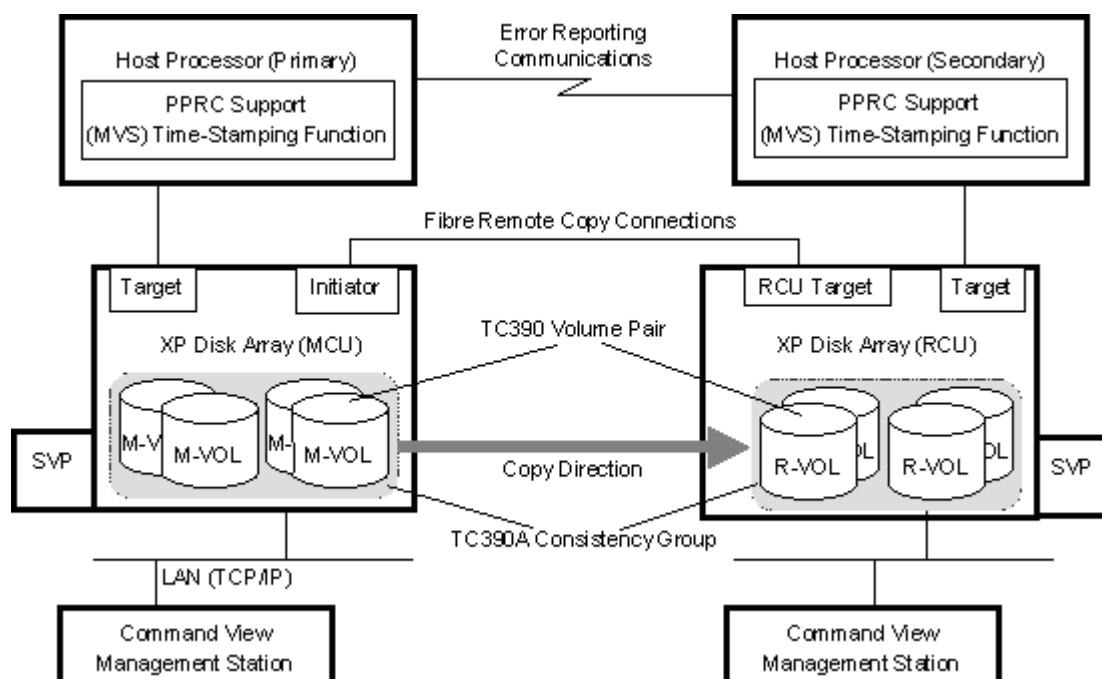 Error Reporting
Communications
Host Processor (Primary)
PPRC Support
(MVS) Time-Stamping Function
Host Processor (Secondary)
PPRC Support
(MVS) Time-Stamping Function
Fibre Remote Copy Connections
Target
Initiator
RCU Target
Target
TC390 Volume Pair
XP Disk Array (MCU)
XP Disk Array (RCU)
M-V
M-VOL
M-
M-VOL
R-VOL
OL
R-VOL
OL
SVP
SVP
Copy Direction
TC390A Consistency Group
LAN (TCP/IP)
Command View
Management Station
Command View
Management Station